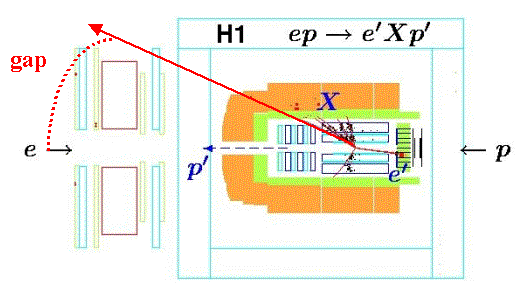 H1 ep → e′Xp′
gap
X
e
p′
e′
p